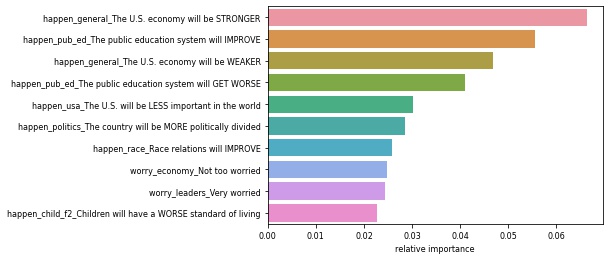 happen_general_The U.S. economy will be STRONGER
happen_pub_ed_The public education system will IMPROVE
happen_general_The U.S. economy will be WEAKER
happen_pub_ed_The public education system will GET WORSE
happen_usa_The U.S. will be LESS important in the world
happen_politics_The country will be MORE politically divided
happen_race_Race relations will IMPROVE
worry_economy_Not too worried
worry_leaders_Very worried
happen_child_f2_Children will have a WORSE standard of living
0.00 0.01 0.02 0.03 0.04 0.05 0.06
relative importance